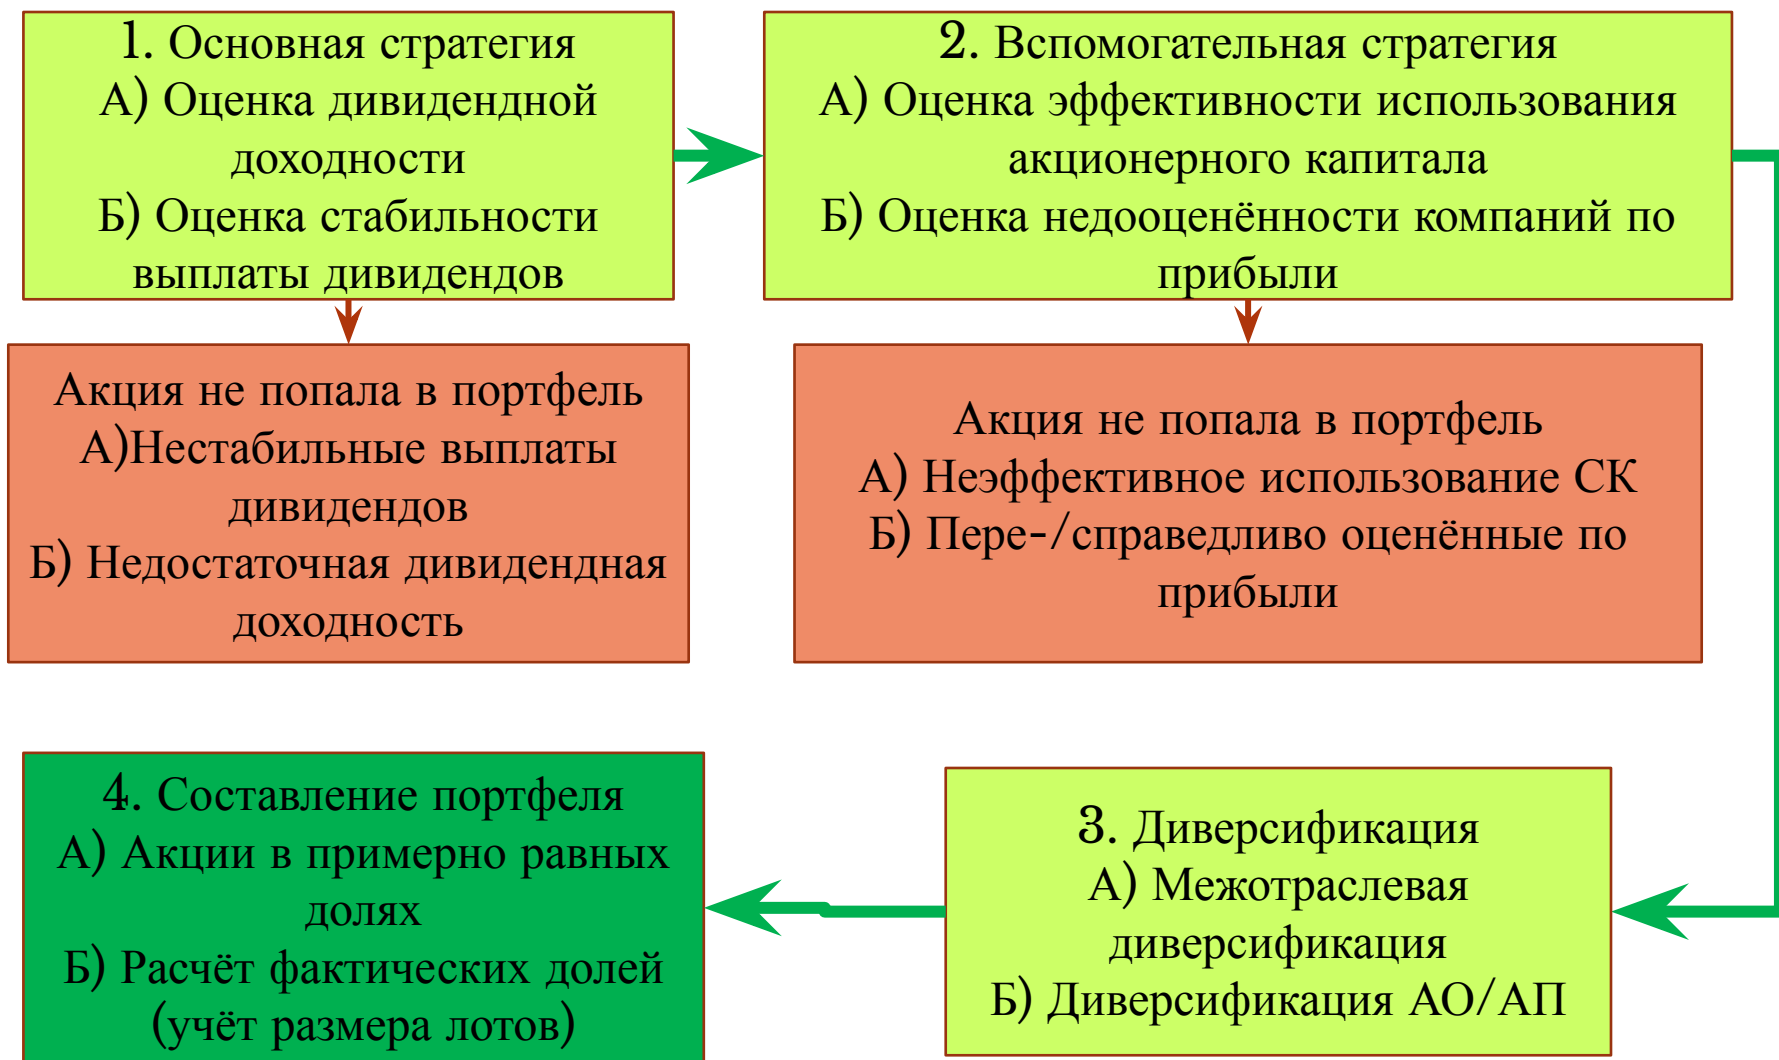 1. Основная стратегия
А) Оценка дивидендной
доходности
Б) Оценка стабильности
выплаты дивидендов
2. Вспомогательная стратегия
А) Оценка эффективности использования
акционерного капитала
Б) Оценка недооценённости компаний по
прибыли
Акция не попала в портфель
А)Нестабильные выплаты
дивидендов
Б) Недостаточная дивидендная
доходность
Акция не попала в портфель
А) Неэффективное использование СК
Б) Пере-/справедливо оценённые по
прибыли
3. Диверсификация
А) Межотраслевая
диверсификация
Б) Диверсификация АО/АП
4. Составление портфеля
А) Акции в примерно равных
долях
Б) Расчёт фактических долей
(учёт размера лотов)